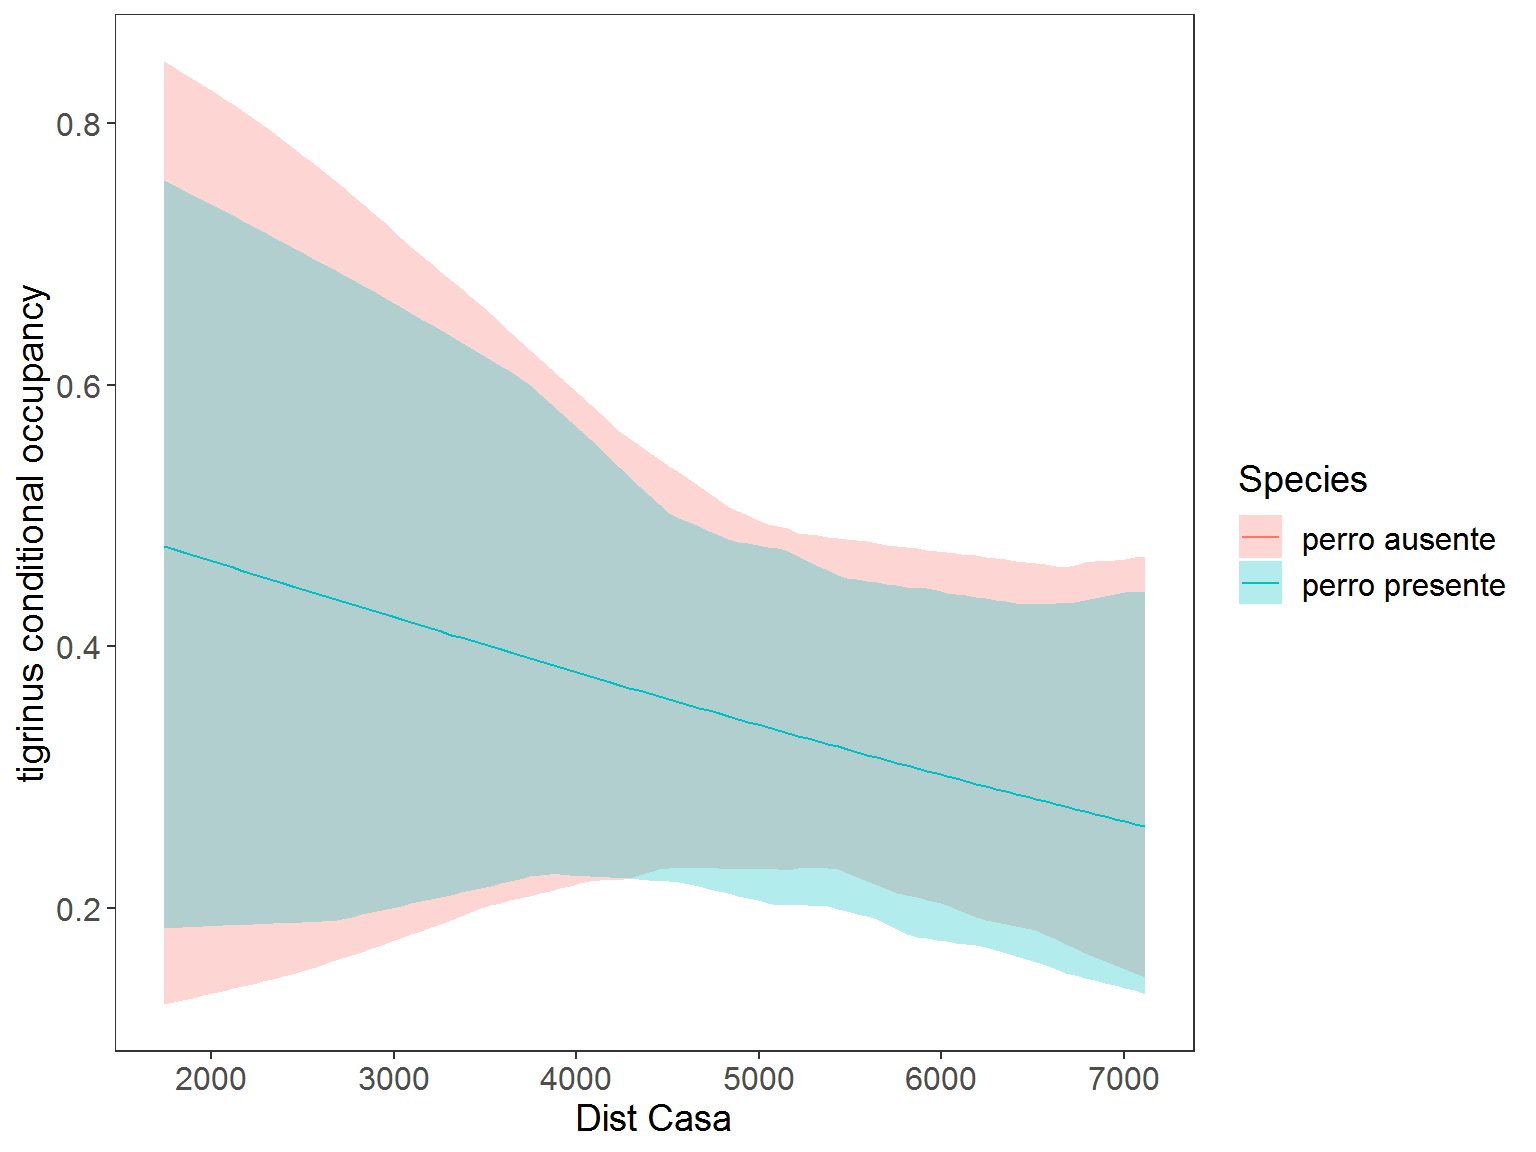 tigrinus conditional occupancy
0.8
0.6
0.4
0.2
2000 3000 4000 5000 6000 7000
Dist Casa
Species
perro ausente
perro presente